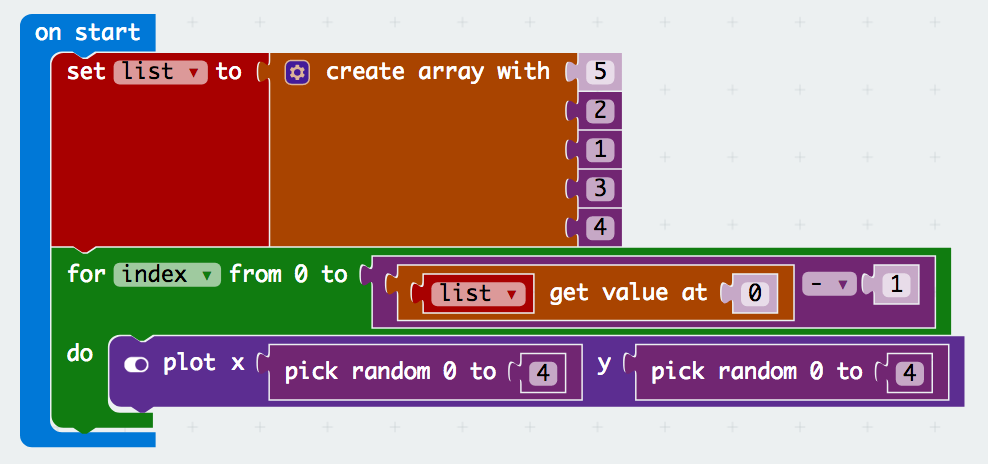 on start
set list to create array with 5
2
1
3
4
for index from 0 to list get value at 0 - 1
do plot x pick random 0 to 4 y pick random 0 to 4